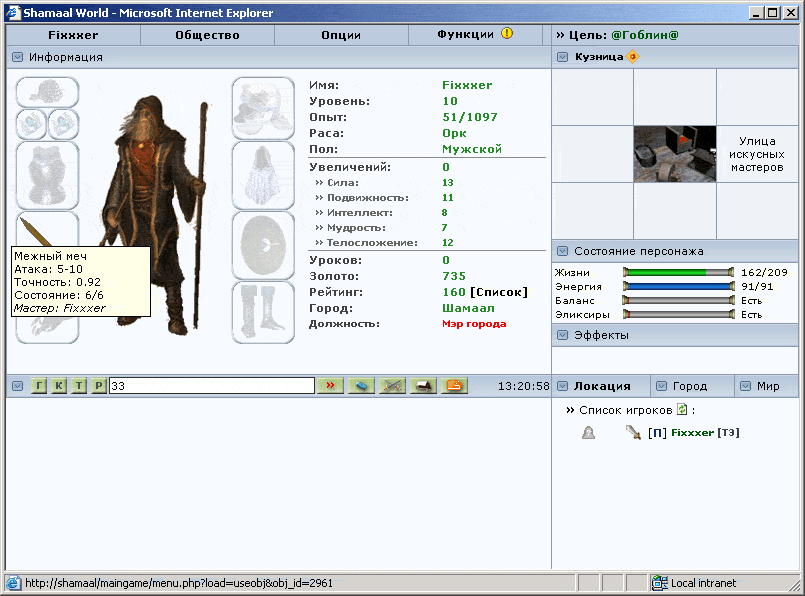 Shamaal World - Microsoft Internet Explorer
Fixxxer Общество Опции Функции
» Цель: @Гоблин@
Информация
Кузница
Имя: Fixxxer
Уровень: 10
Опыт: 51/1097
Раса: Орк
Пол: Мужской
Увеличений: 0
» Сила: 13
» Подвижность: 11
» Интеллект: 8
» Мудрость: 7
» Телосложение: 12
Уроков: 0
Золото: 735
Рейтинг: 160 [Список]
Город: Шамаал
Должность: Мэр города
Межный меч
Атака: 5-10
Точность: 0.92
Состояние: 6/6
Мастер: Fixxxer
Улица
искусных
мастеров
Состояние персонажа
Жизни 162/209
Энергия 91/91
Баланс Есть
Эликсиры Есть
Эффекты
Г К Т Р 33 » 13:20:58
Локация Город Мир
» Список игроков :
[П] Fixxxer [ТЭ]
http://shamaal/maingame/menu.php?load=useobj&obj_id=2961
Local intranet